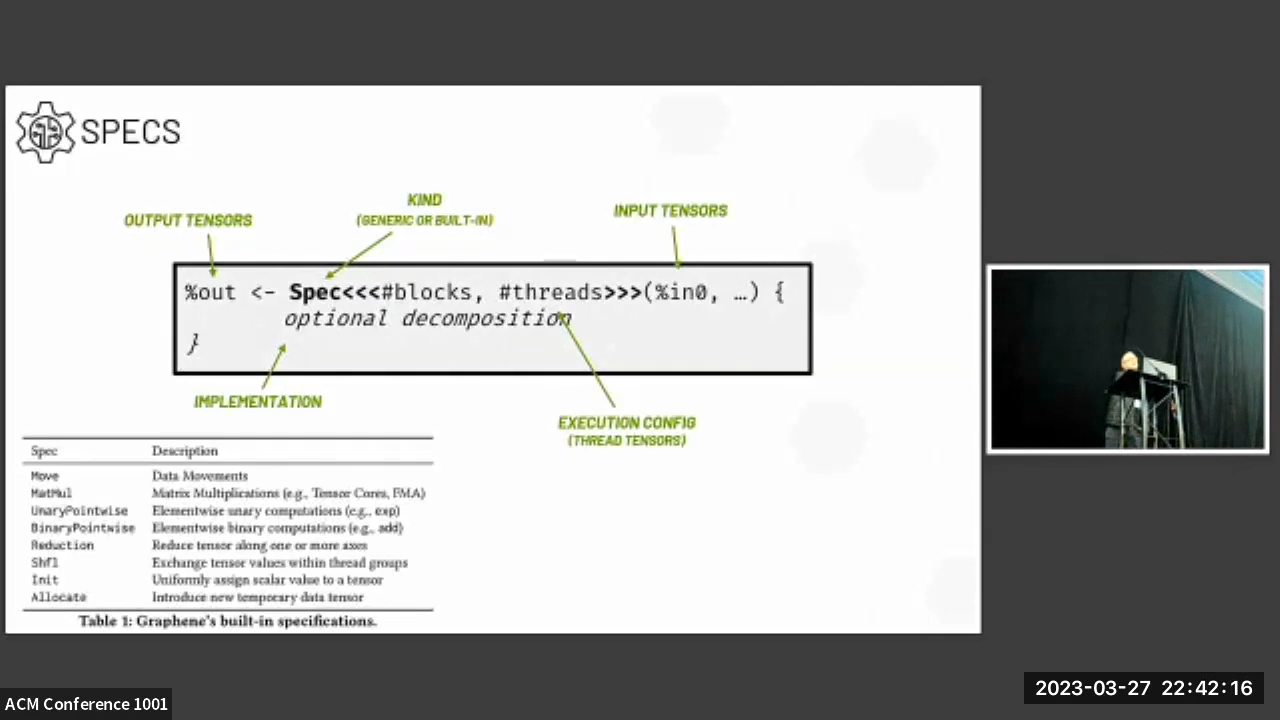 SPECS
OUTPUT TENSORS
KIND
(GENERIC OR BUILT-IN)
INPUT TENSORS
%out <- Spec<<<#blocks, #threads>>>(%in0, …) {
optional decomposition
}
IMPLEMENTATION
EXECUTION CONFIG
(THREAD TENSORS)
Spec Description
Move Data Movements
MatMul Matrix Multiplications (e.g., Tensor Cores, FMA)
UnaryPointwise Elementwise unary computations (e.g., exp)
BinaryPointwise Elementwise binary computations (e.g., add)
Reduction Reduce tensor along one or more axes
Shfl Exchange tensor values within thread groups
Init Uniformly assign scalar value to a tensor
Allocate Introduce new temporary data tensor
Table 1: Graphene's built-in specifications.
ACM Conference 1001
2023-03-27 22:42:16